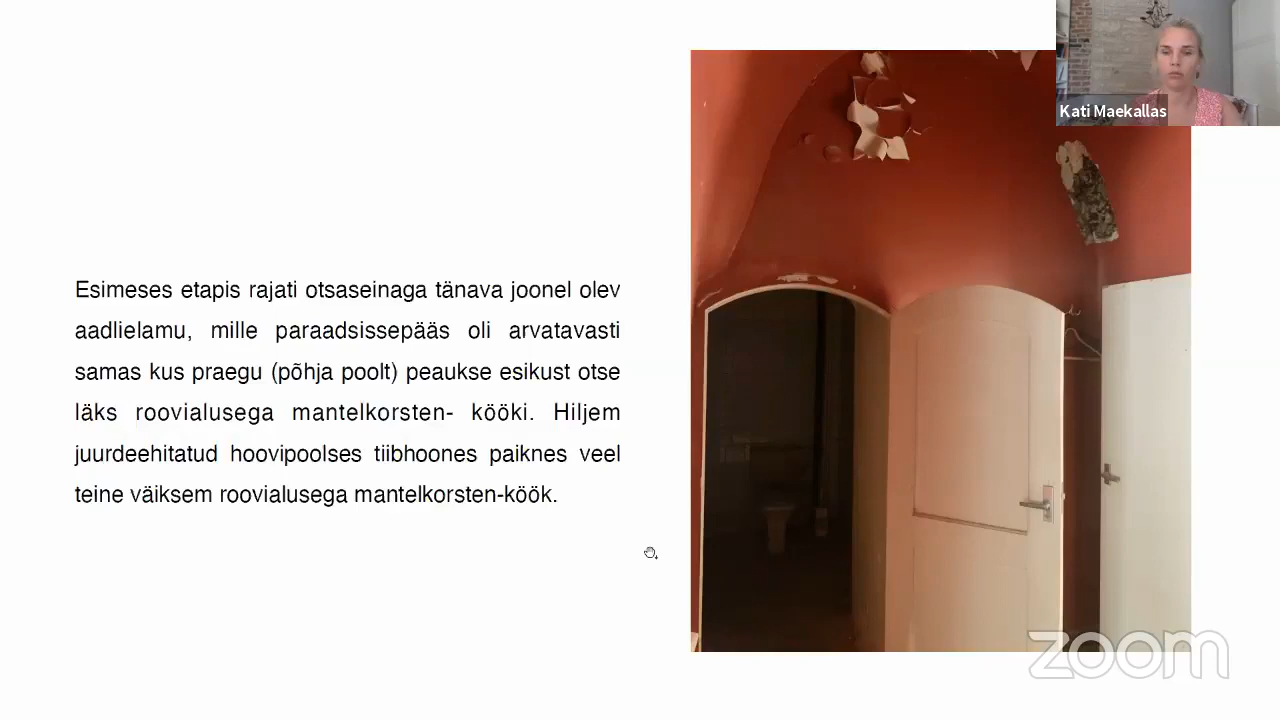 Kati Maekallas
Esimeses etapis rajati otsaseinaga tänava joonel olev
aadlielamu, mille paraadsissepääs oli arvatavasti
samas kus praegu (põhja poolt) peaukse esikust otse
läks roovialusega mantelkorsten- kööki. Hiljem
juurdeehitatud hoovipoolses tiibhoones paiknes veel
teine väiksem roovialusega mantelkorsten-köök.
zoom